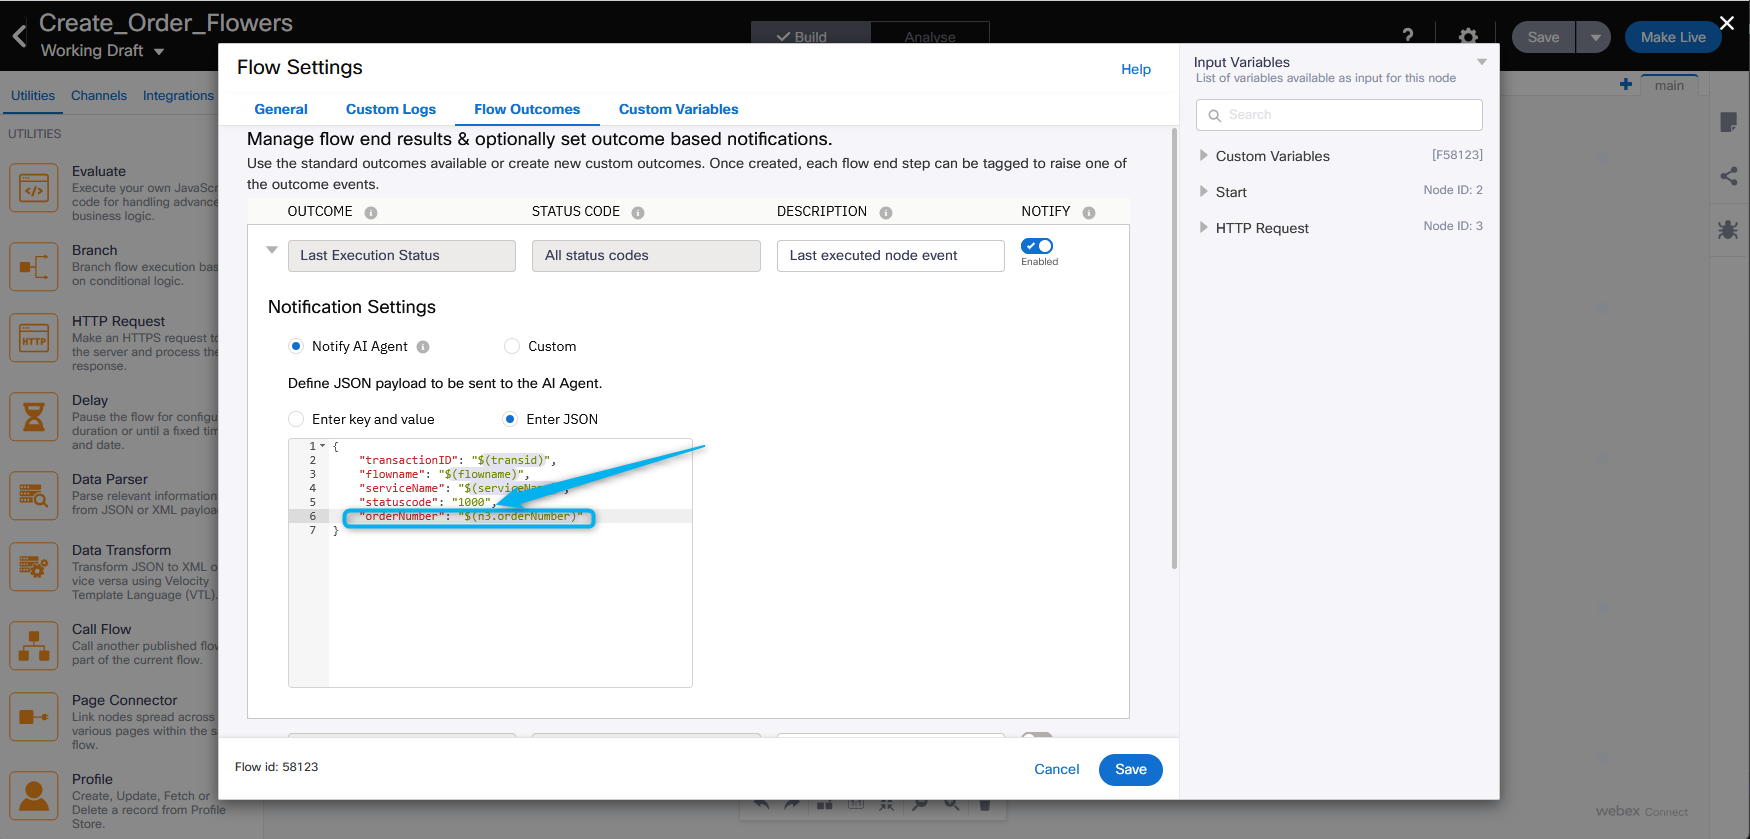 Create_Order_Flowers
Working Draft
Build
Analyse
?
Save
Make Live
Utilities
Channels
Integrations
main
UTILITIES
Evaluate
Execute your own JavaScr
code for handling advance
business logic.
Branch
Branch flow execution bas
on conditional logic.
HTTP
HTTP Request
Make an HTTPS request to
the server and process the
response.
Delay
Pause the flow for configu
duration or until a fixed tim
and date.
Data Parser
Parse relevant information
from JSON or XML payloa
Data Transform
Transform JSON to XML o
vice versa using Velocity
Template Language (VTL).
Call Flow
Call another published flow
part of the current flow.
Page Connector
Link nodes spread across
various pages within the s
flow.
Profile
Create, Update, Fetch or
Delete a record from Profile
Store.
Flow Settings
Help
General
Custom Logs
Flow Outcomes
Custom Variables
Manage flow end results & optionally set outcome based notifications.
Use the standard outcomes available or create new custom outcomes. Once created, each flow end step can be tagged to raise one of
the outcome events.
OUTCOME
STATUS CODE
DESCRIPTION
NOTIFY
Last Execution Status
All status codes
Last executed node event
Enabled
Notification Settings
Notify AI Agent
Custom
Define JSON payload to be sent to the AI Agent.
Enter key and value
Enter JSON
1 {
2 "transactionID": "$(transid)",
3 "flowname": "$(flowname)",
4 "serviceName":
5 "statuscode": "1000",
6 "orderNumber": "$(n3.orderNumber)"
7 }
Flow id: 58123
Cancel
Save
Input Variables
List of variables available as input for this node
Search
Custom Variables [F58123]
Start Node ID: 2
HTTP Request Node ID: 3
webex Connect